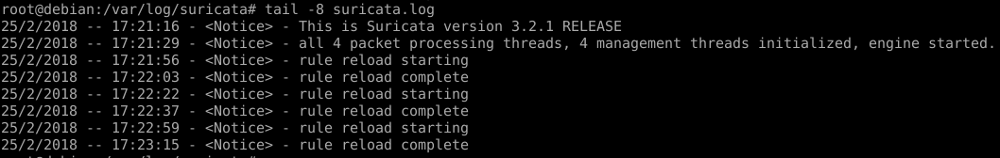 root@debian:/var/log/suricata# tail -8 suricata.log
25/2/2018 -- 17:21:16 - <Notice> - This is Suricata version 3.2.1 RELEASE
25/2/2018 -- 17:21:29 - <Notice> - all 4 packet processing threads, 4 management threads initialized, engine started.
25/2/2018 -- 17:21:56 - <Notice> - rule reload starting
25/2/2018 -- 17:22:03 - <Notice> - rule reload complete
25/2/2018 -- 17:22:22 - <Notice> - rule reload starting
25/2/2018 -- 17:22:37 - <Notice> - rule reload complete
25/2/2018 -- 17:22:59 - <Notice> - rule reload starting
25/2/2018 -- 17:23:15 - <Notice> - rule reload complete